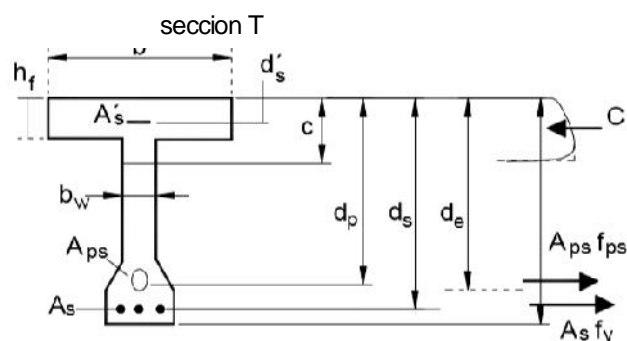 seccion T
h_f
d´_s
A´_s
c
C
b_w
d_p
d_s
d_e
A_ps
A_ps f_ps
A_s
A_s f_y